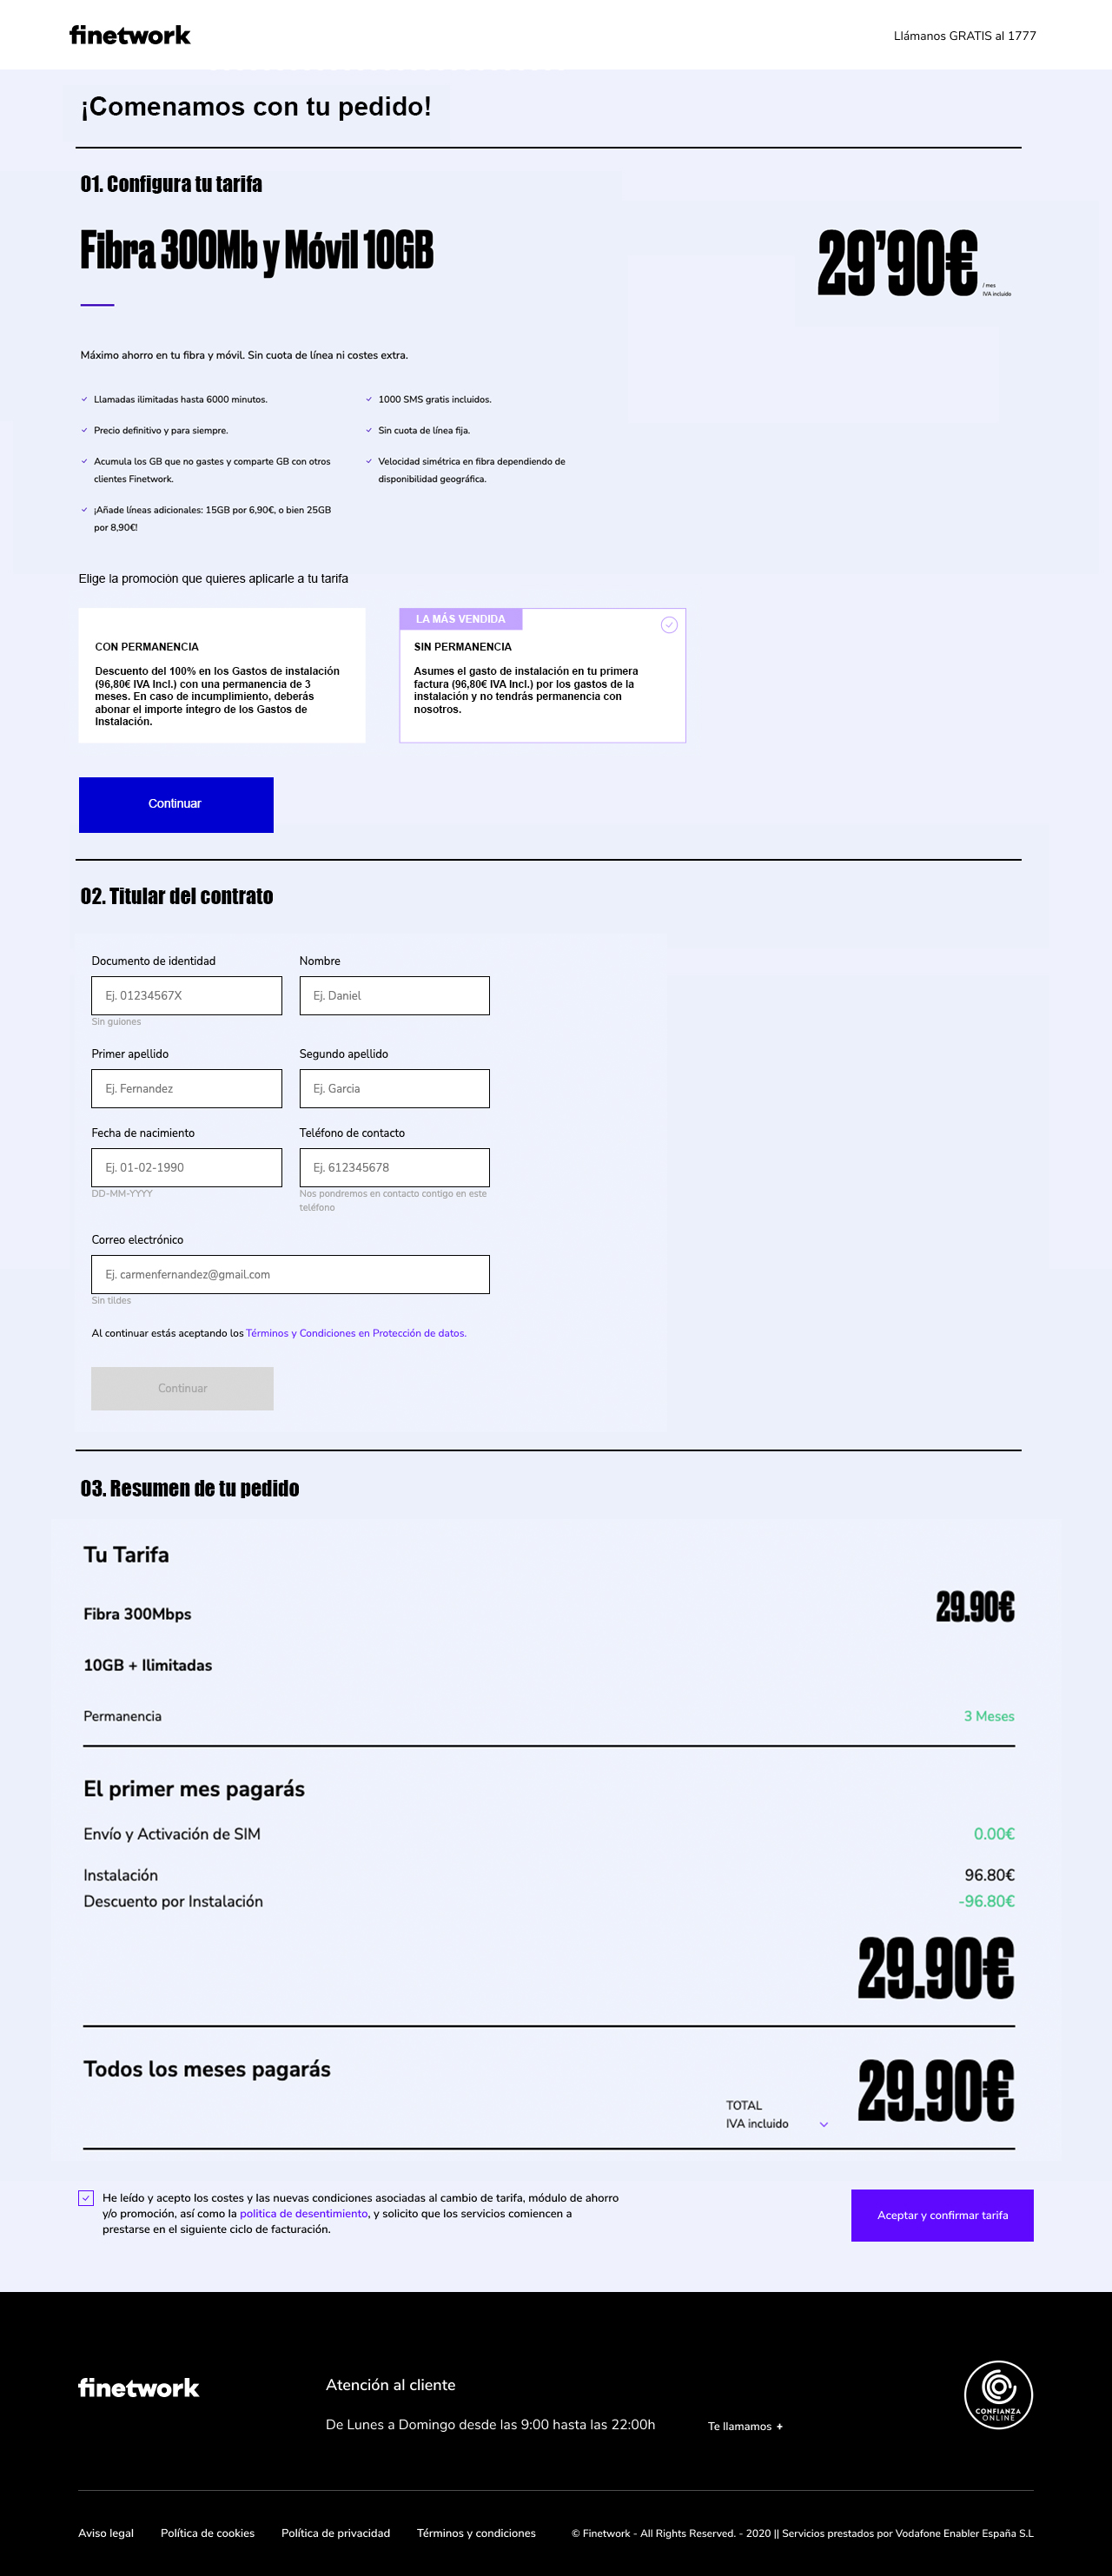 finetwork
Llámanos GRATIS al 1777
¡Comenamos con tu pedido!
01. Configura tu tarifa
Fibra 300Mb y Móvil 10GB
29’90€
/ mes
IVA incluido
Máximo ahorro en tu fibra y móvil. Sin cuota de línea ni costes extra.
Llamadas ilimitadas hasta 6000 minutos.
1000 SMS gratis incluidos.
Precio definitivo y para siempre.
Sin cuota de línea fija.
Acumula los GB que no gastes y comparte GB con otros
clientes Finetwork.
Velocidad simétrica en fibra dependiendo de
disponibilidad geográfica.
¡Añade líneas adicionales: 15GB por 6,90€, o bien 25GB
por 8,90€!
Elige la promoción que quieres aplicarle a tu tarifa
CON PERMANENCIA
Descuento del 100% en los Gastos de instalación
(96,80€ IVA Incl.) con una permanencia de 3
meses. En caso de incumplimiento, deberás
abonar el importe íntegro de los Gastos de
Instalación.
LA MÁS VENDIDA
SIN PERMANENCIA
Asumes el gasto de instalación en tu primera
factura (96,80€ IVA Incl.) por los gastos de la
instalación y no tendrás permanencia con
nosotros.
Continuar
02. Titular del contrato
Documento de identidad
Nombre
Ej. 01234567X
Ej. Daniel
Sin guiones
Primer apellido
Segundo apellido
Ej. Fernandez
Ej. Garcia
Fecha de nacimiento
Teléfono de contacto
Ej. 01-02-1990
Ej. 612345678
DD-MM-YYYY
Nos pondremos en contacto contigo en este
teléfono
Correo electrónico
Ej. carmenfernandez@gmail.com
Sin tildes
Al continuar estás aceptando los Términos y Condiciones en Protección de datos.
Continuar
03. Resumen de tu pedido
Tu Tarifa
Fibra 300Mbps
29.90€
10GB + Ilimitadas
Permanencia
3 Meses
El primer mes pagarás
Envío y Activación de SIM
0.00€
Instalación
96.80€
Descuento por Instalación
-96.80€
29.90€
Todos los meses pagarás
TOTAL
IVA incluido
29.90€
He leído y acepto los costes y las nuevas condiciones asociadas al cambio de tarifa, módulo de ahorro
y/o promoción, así como la politica de desentimiento, y solicito que los servicios comiencen a
prestarse en el siguiente ciclo de facturación.
Aceptar y confirmar tarifa
finetwork
Atención al cliente
De Lunes a Domingo desde las 9:00 hasta las 22:00h
Te llamamos +
CONFIANZA
ONLINE
Aviso legal
Política de cookies
Política de privacidad
Términos y condiciones
© Finetwork - All Rights Reserved. - 2020 || Servicios prestados por Vodafone Enabler España S.L